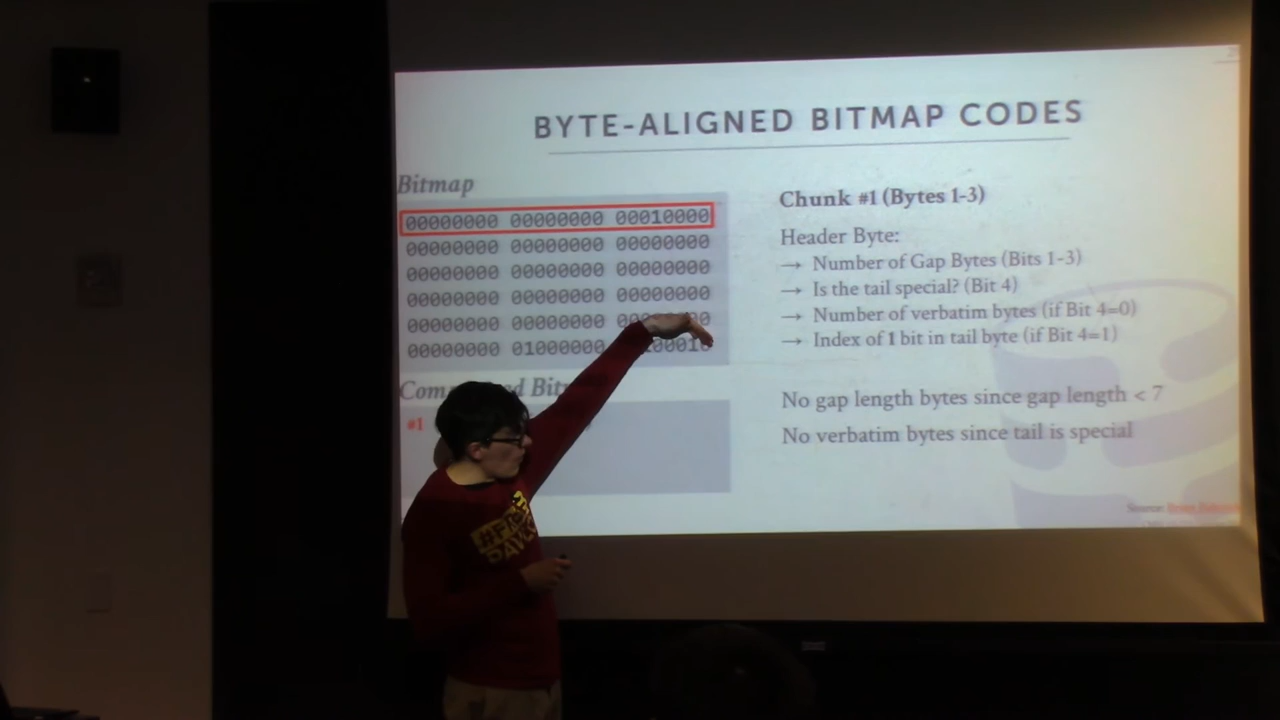 BYTE-ALIGNED BITMAP CODES
Bitmap
00000000 00000000 00010000
00000000 00000000 00000000
00000000 00000000 00000000
00000000 00000000 00000000
00000000 00000000
00000000 01000000
#1
Chunk #1 (Bytes 1-3)
Header Byte:
→ Number of Gap Bytes (Bits 1-3)
→ Is the tail special? (Bit 4)
→ Number of verbatim bytes (if Bit 4=0)
→ Index of 1 bit in tail byte (if Bit 4=1)
No gap length bytes since gap length < 7
No verbatim bytes since tail is special
Source: